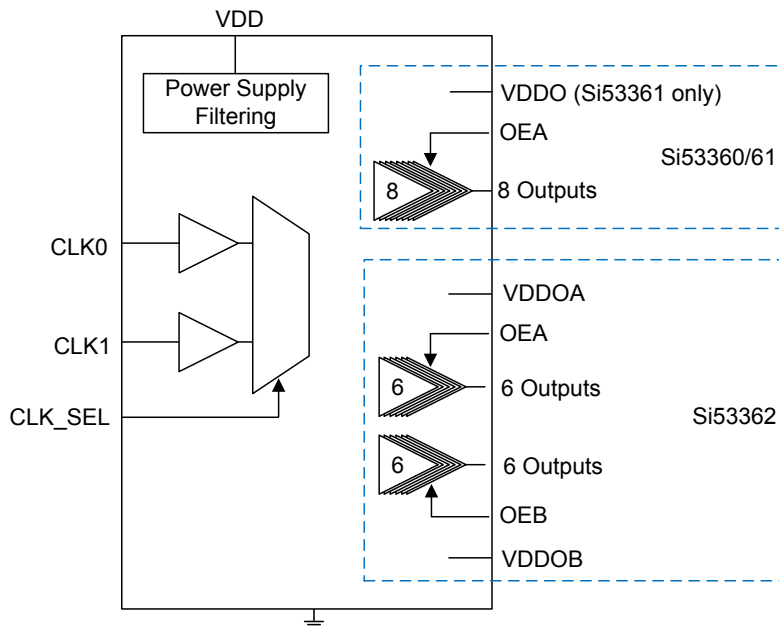 VDD
Power Supply
Filtering
VDDO (Si53361 only)
OEA
Si53360/61
8
8 Outputs
CLK0
VDDOA
OEA
CLK1
6
6 Outputs
CLK_SEL
Si53362
6
6 Outputs
OEB
VDDOB